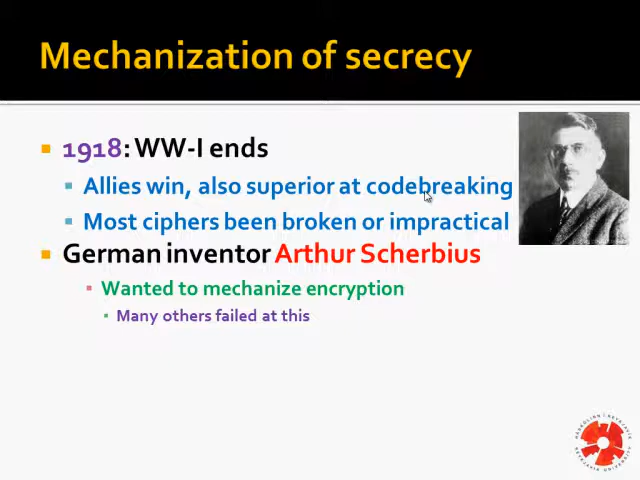 Mechanization of secrecy
1918: WW-I ends
Allies win, also superior at codebreaking
Most ciphers been broken or impractical
German inventor Arthur Scherbius
Wanted to mechanize encryption
Many others failed at this